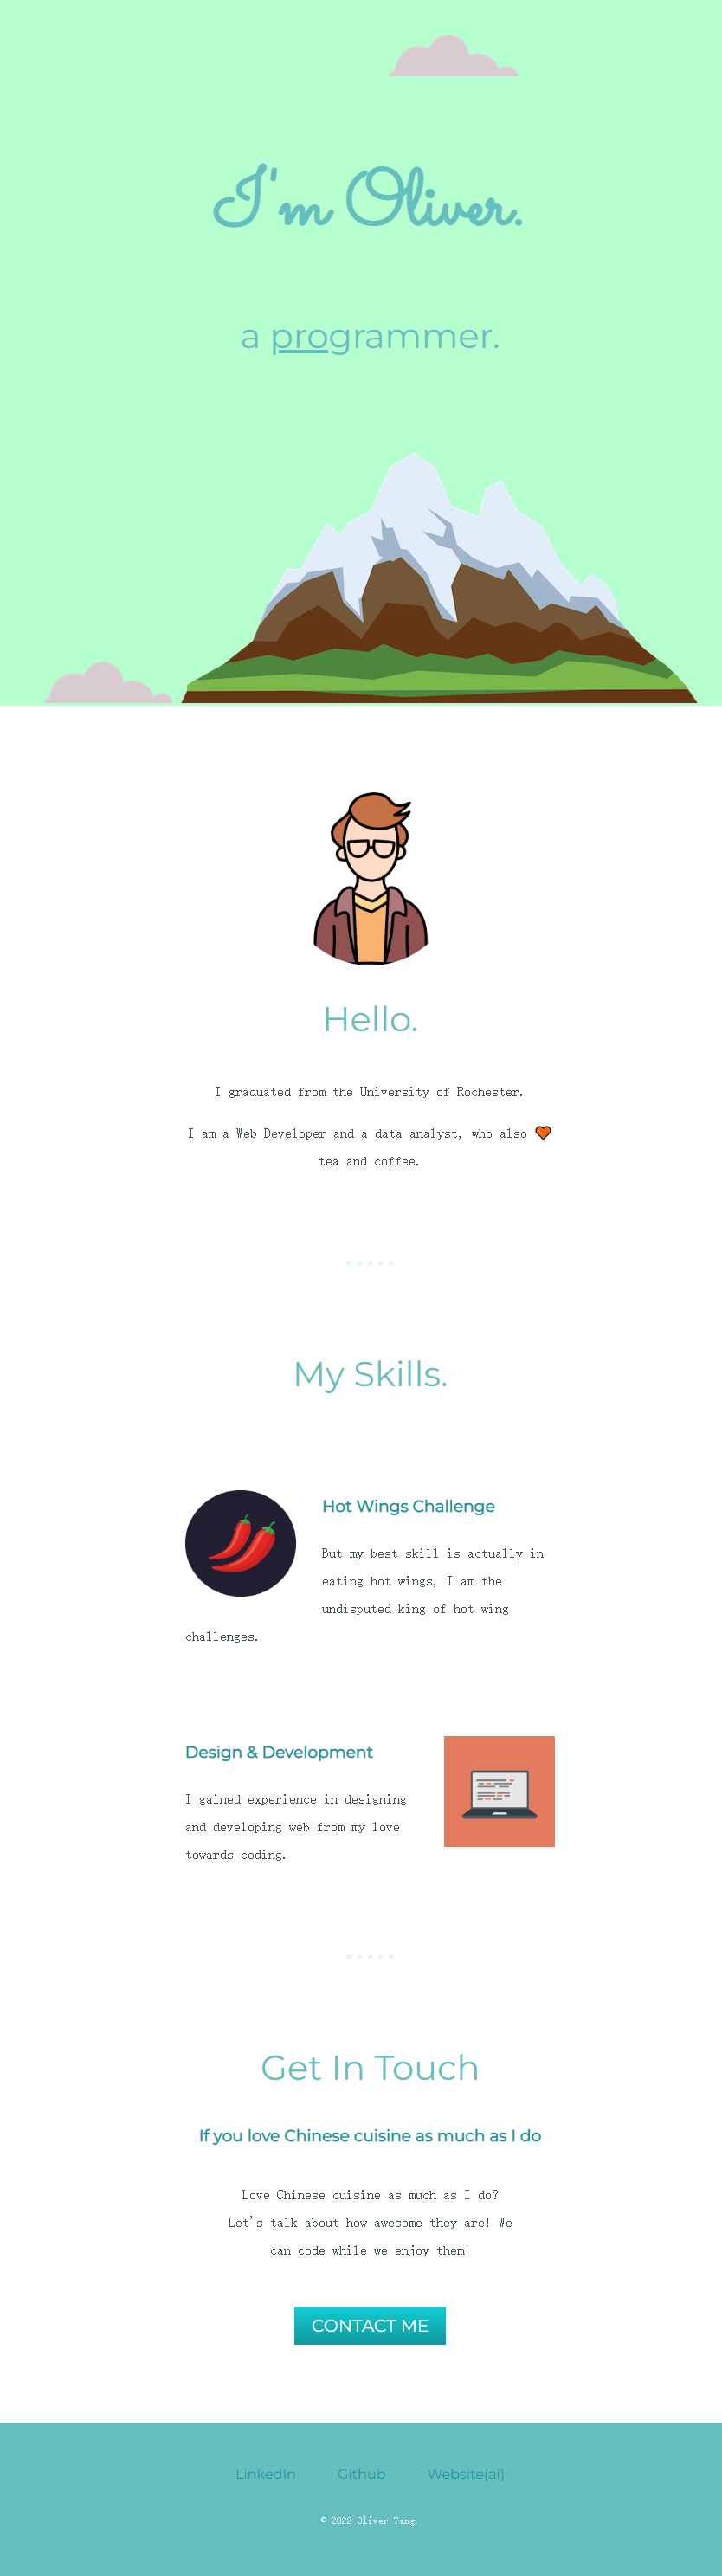 I'm Oliver.
a programmer.
Hello.
I graduated from the University of Rochester.
I am a Web Developer and a data analyst, who also 🧡
tea and coffee.
My Skills.
Hot Wings Challenge
But my best skill is actually in
eating hot wings, I am the
undisputed king of hot wing
challenges.
Design & Development
I gained experience in designing
and developing web from my love
towards coding.
Get In Touch
If you love Chinese cuisine as much as I do
Love Chinese cuisine as much as I do?
Let's talk about how awesome they are! We
can code while we enjoy them!
CONTACT ME
LinkedIn Github Website(ai)
© 2022 Oliver Tang.